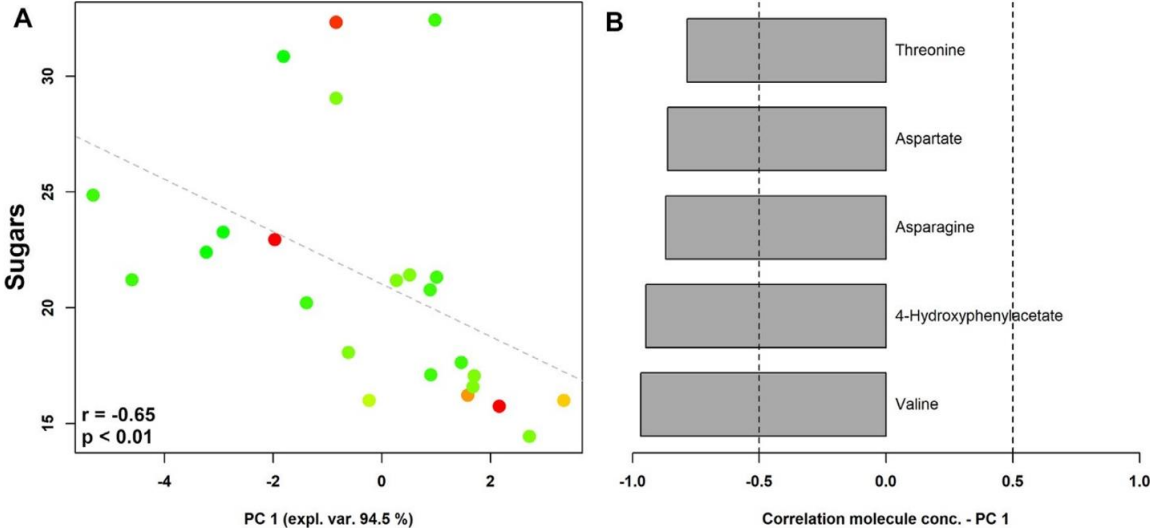 A
Sugars
30
25
20
15
r = -0.65
p < 0.01
-4
-2
0
2
PC 1 (expl. var. 94.5 %)
B
Threonine
Aspartate
Asparagine
4-Hydroxyphenylacetate
Valine
-1.0
-0.5
0.0
0.5
1.0
Correlation molecule conc. - PC 1